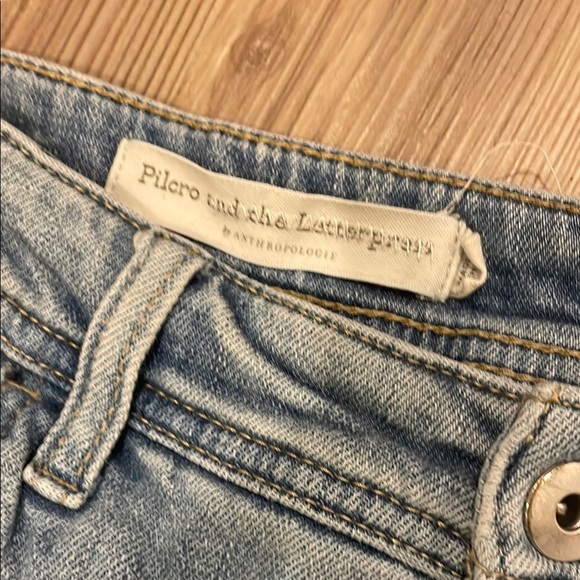 Pilcro and the Letterpress
by ANTHROPOLOGIE